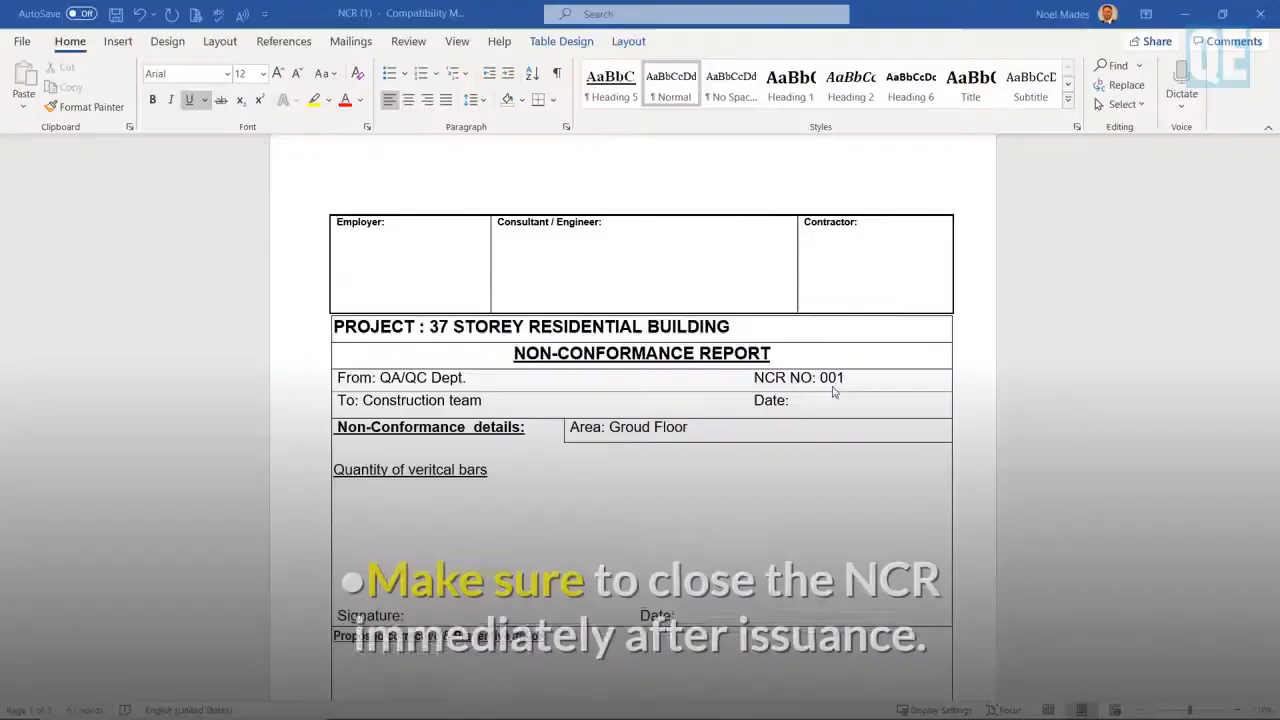 AutoSave Off NCR (1) - Compatibility M... Search Noel Mades
File Home Insert Design Layout References Mailings Review View Help Table Design Layout Share Comments
QE
Paste
Cut
Copy
Format Painter
Clipboard
Arial 12
Font
Paragraph
AaBbC AaBbCcDd AaBbCcDd AaBb( AaBbCc AaBbCcDc AaBb( AaBbCcD
¶ Heading 5 ¶ Normal ¶ No Spac... Heading 1 Heading 2 Heading 6 Title Subtitle
Styles
Find
Replace
Select
Editing
Dictate
Voice
Employer: Consultant / Engineer: Contractor:
PROJECT : 37 STOREY RESIDENTIAL BUILDING
NON-CONFORMANCE REPORT
From: QA/QC Dept. NCR NO: 001
To: Construction team Date:
Non-Conformance details: Area: Groud Floor
Quantity of veritcal bars
•Make sure to close the NCR
immediately after issuance.
Signature: Date:
Page 1 of 2 English (United States) Display Settings Focus